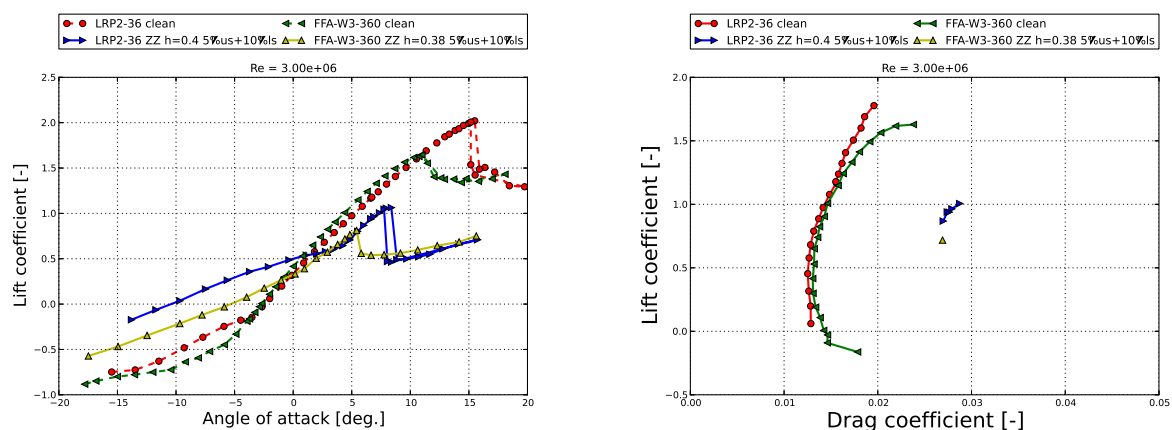 LRP2-36 clean
FFA-W3-360 clean
LRP2-36 ZZ h=0.4 5%us+10%ls
FFA-W3-360 ZZ h=0.38 5%us+10%ls
Re = 3.00e+06
2.5
2.0
1.5
1.0
0.5
0.0
−0.5
−1.0
Lift coefficient [-]
−20
−15
−10
−5
0
5
10
15
20
Angle of attack [deg.]
LRP2-36 clean
FFA-W3-360 clean
LRP2-36 ZZ h=0.4 5%us+10%ls
FFA-W3-360 ZZ h=0.38 5%us+10%ls
Re = 3.00e+06
2.0
1.5
1.0
0.5
0.0
−0.5
Lift coefficient [-]
0.00
0.01
0.02
0.03
0.04
0.05
Drag coefficient [-]